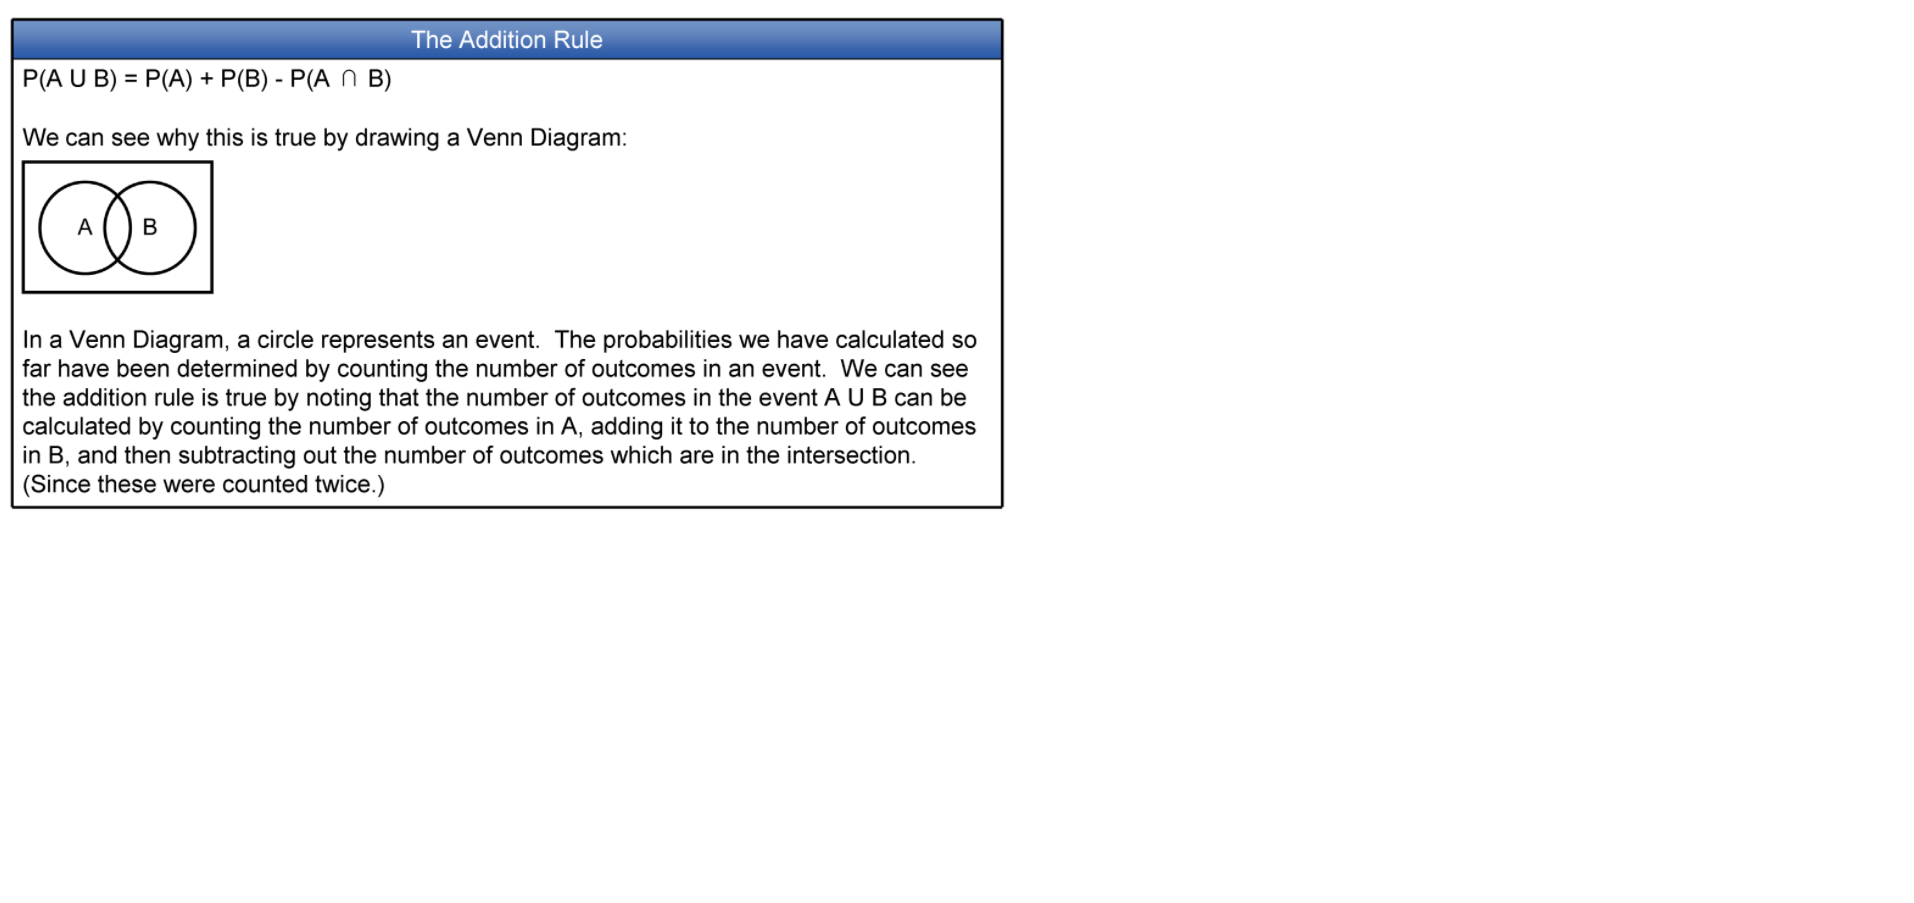 The Addition Rule
P(A U B) = P(A) + P(B) - P(A ∩ B)
We can see why this is true by drawing a Venn Diagram:
A B
In a Venn Diagram, a circle represents an event.  The probabilities we have calculated so
far have been determined by counting the number of outcomes in an event.  We can see
the addition rule is true by noting that the number of outcomes in the event A U B can be
calculated by counting the number of outcomes in A, adding it to the number of outcomes
in B, and then subtracting out the number of outcomes which are in the intersection.
(Since these were counted twice.)